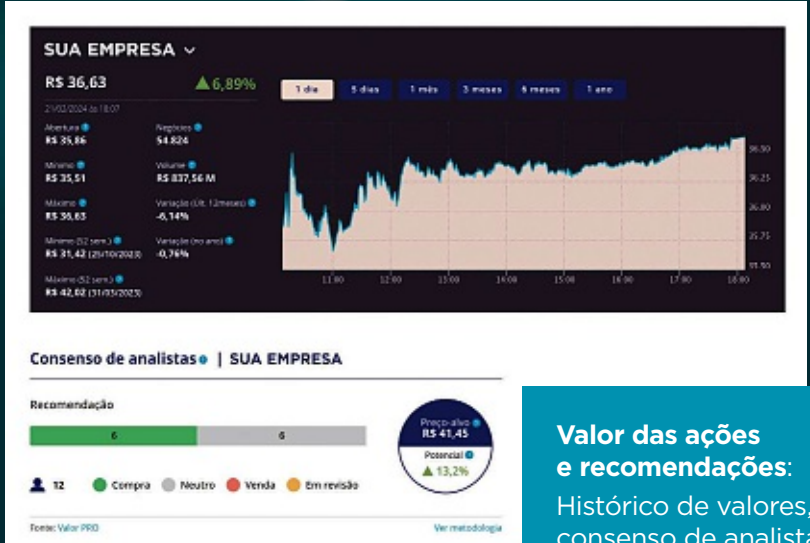 SUA EMPRESA
R$ 36,63
▲6,89%
21/02/2024 às 18:07
Abertura
R$ 35,86
Negócios
54.824
Mínimo
R$ 35,51
Volume
R$ 837,56 M
Máximo
R$ 36,63
Variação (Últ. 12meses)
-6,14%
Mínimo (52 sem.)
R$ 31,42 (25/10/2023)
Variação (no ano)
-0,76%
Máximo (52 sem.)
R$ 42,02 (31/03/2023)
1 dia 5 dias 1 mês 3 meses 6 meses 1 ano
36.50
36.25
36.00
35.75
35.50
11:00 12:00 13:00 14:00 15:00 16:00 17:00 18:00
Consenso de analistas | SUA EMPRESA
Recomendação
6 6
12 Compra Neutro Venda Em revisão
Preço-alvo
R$ 41,45
Potencial
▲ 13,2%
Fonte: Valor PRO
Ver metodologia
Valor das ações
e recomendações:
Histórico de valores,
consenso de analista